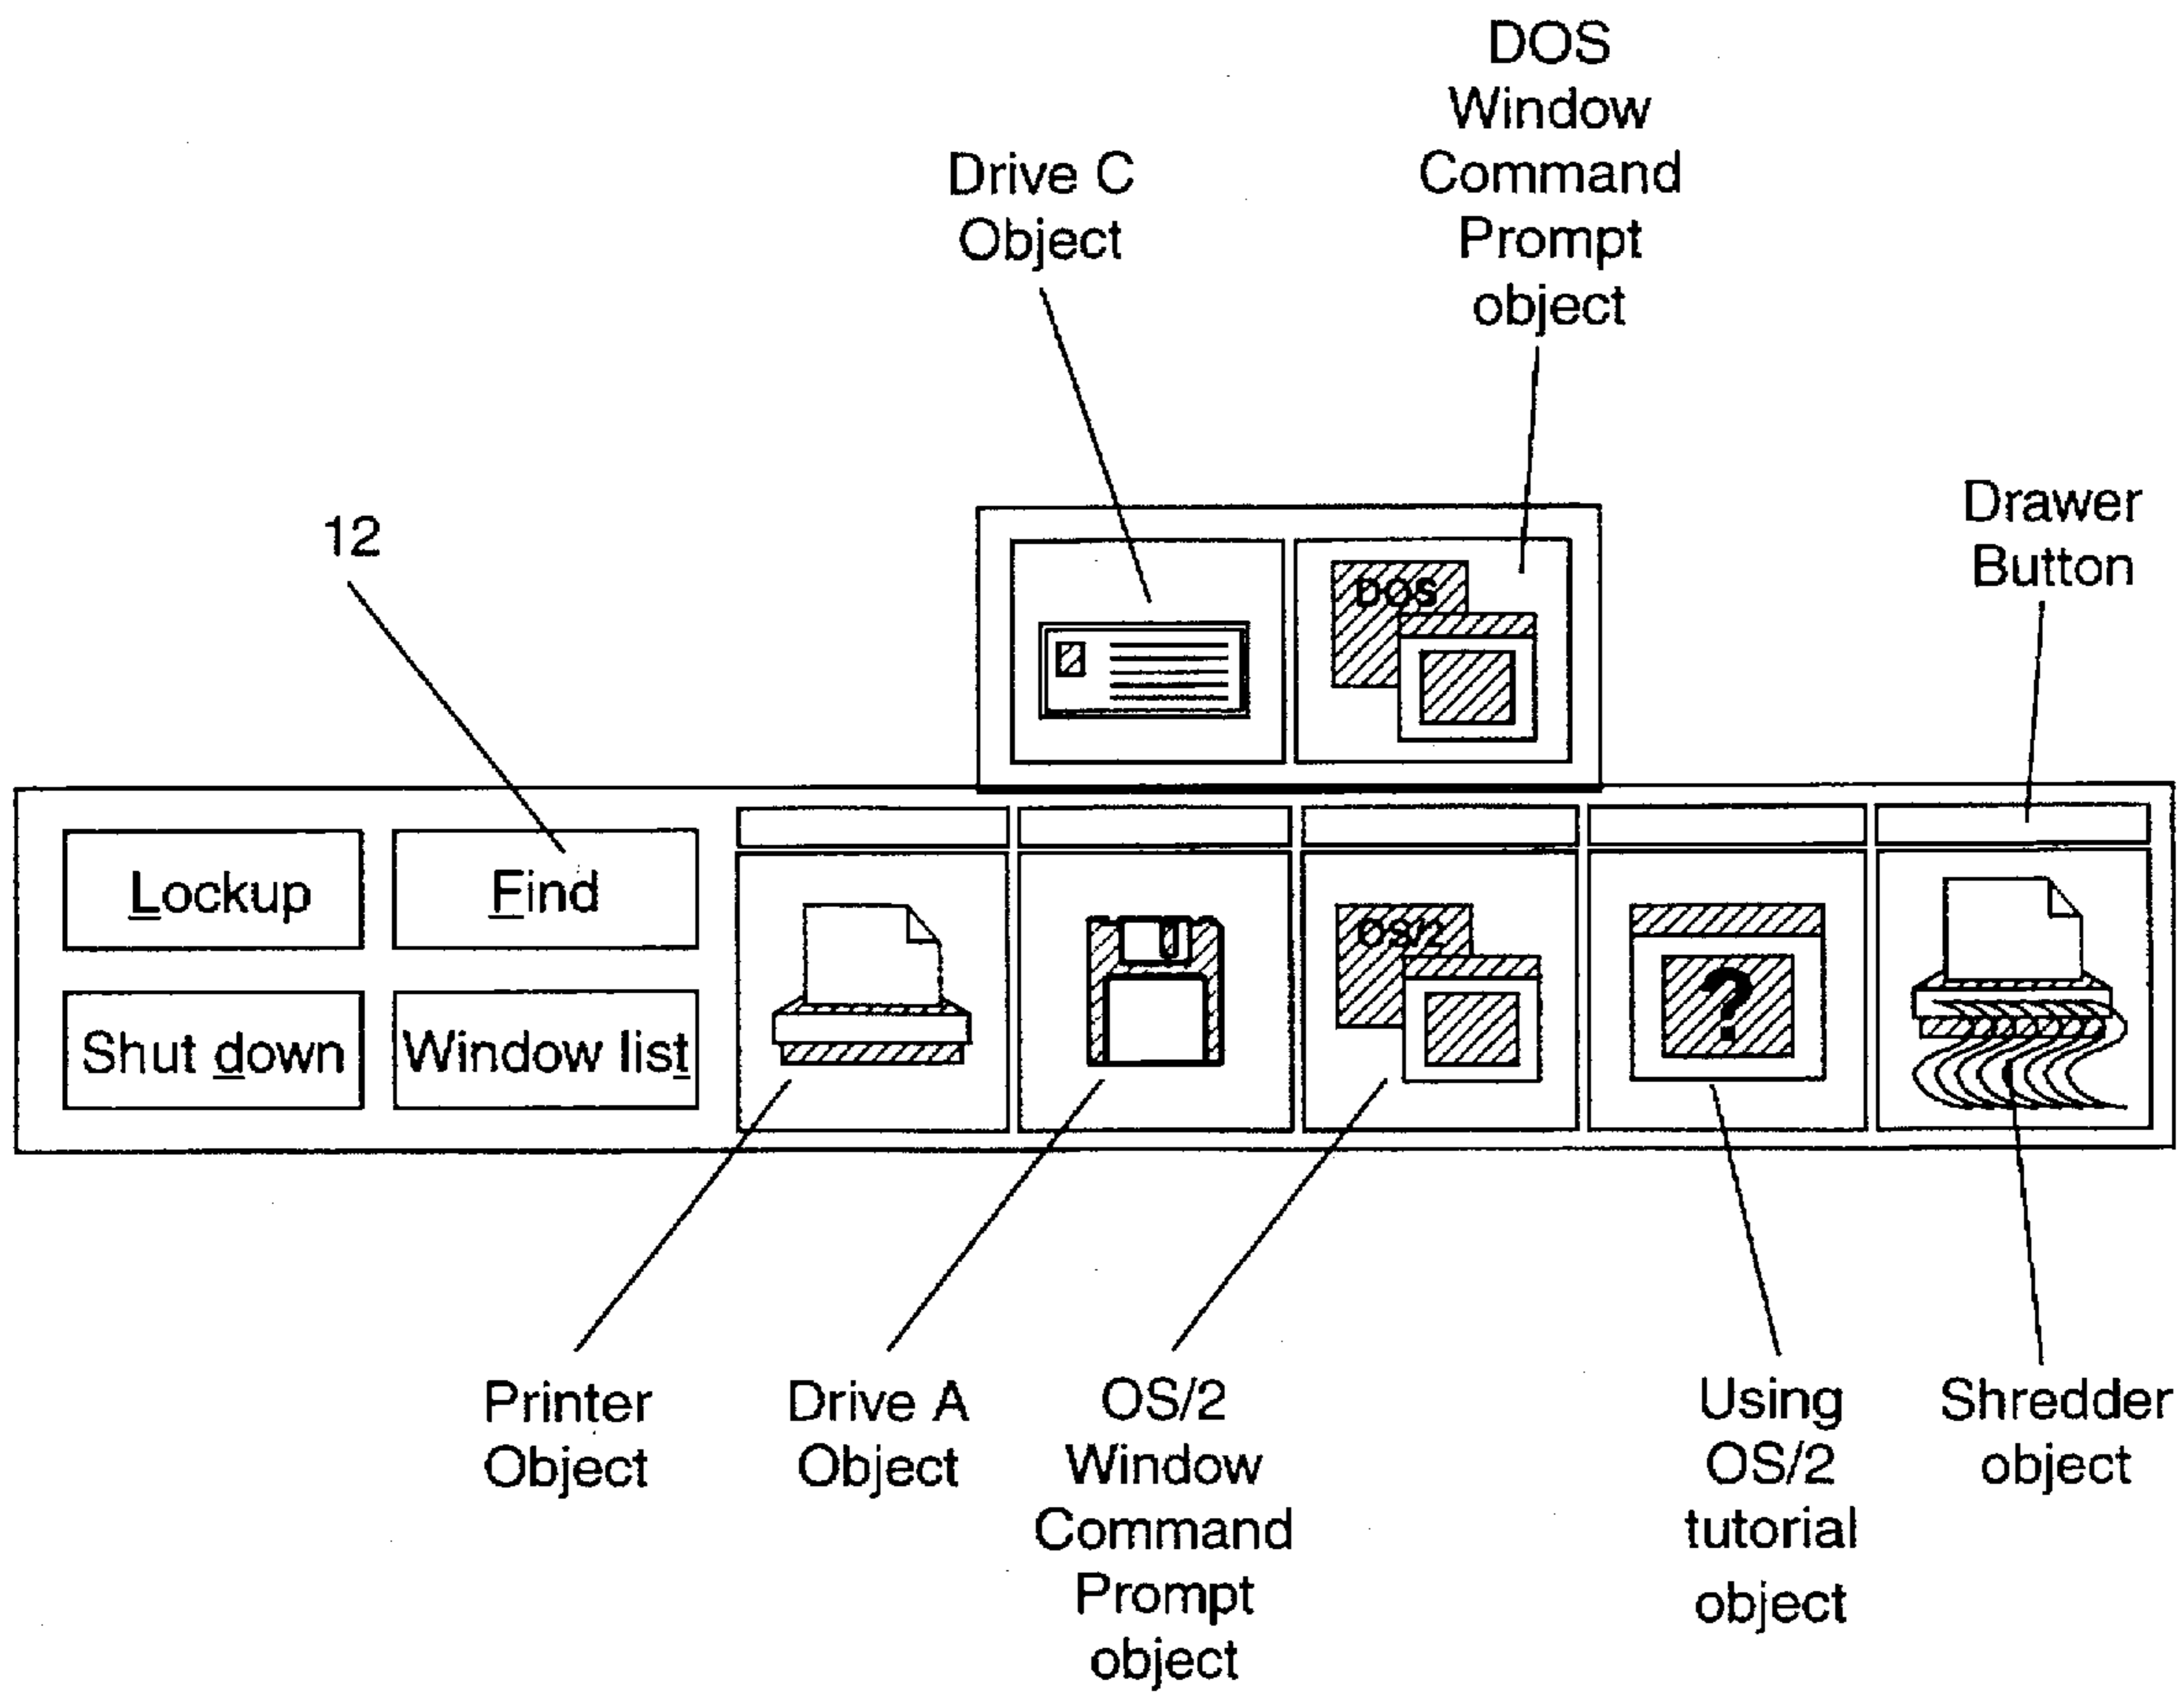 DOS
Window
Command
Prompt
object
Drive C
Object
Drawer
Button
12
DOS
Lockup
Find
OS/2
?
Shut down
Window list
Printer
Object
Drive A
Object
OS/2
Window
Command
Prompt
object
Using
OS/2
tutorial
object
Shredder
object